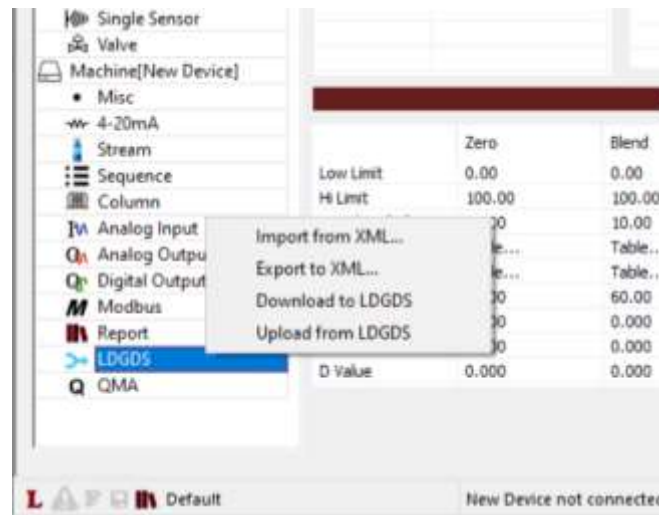 Single Sensor
Valve
Machine[New Device]
Misc
4-20mA
Stream
Sequence
Column
Analog Input
Analog Outpu
Digital Output
Modbus
Report
LDGDS
QMA
Import from XML...
Export to XML...
Download to LDGDS
Upload from LDGDS
Zero Blend
Low Limit 0.00 0.00
Hi Limit 100.00 100.00
10.00
Table..
Table..
60.00
0.000
0.000
D Value 0.000 0.000
L Default New Device not connected